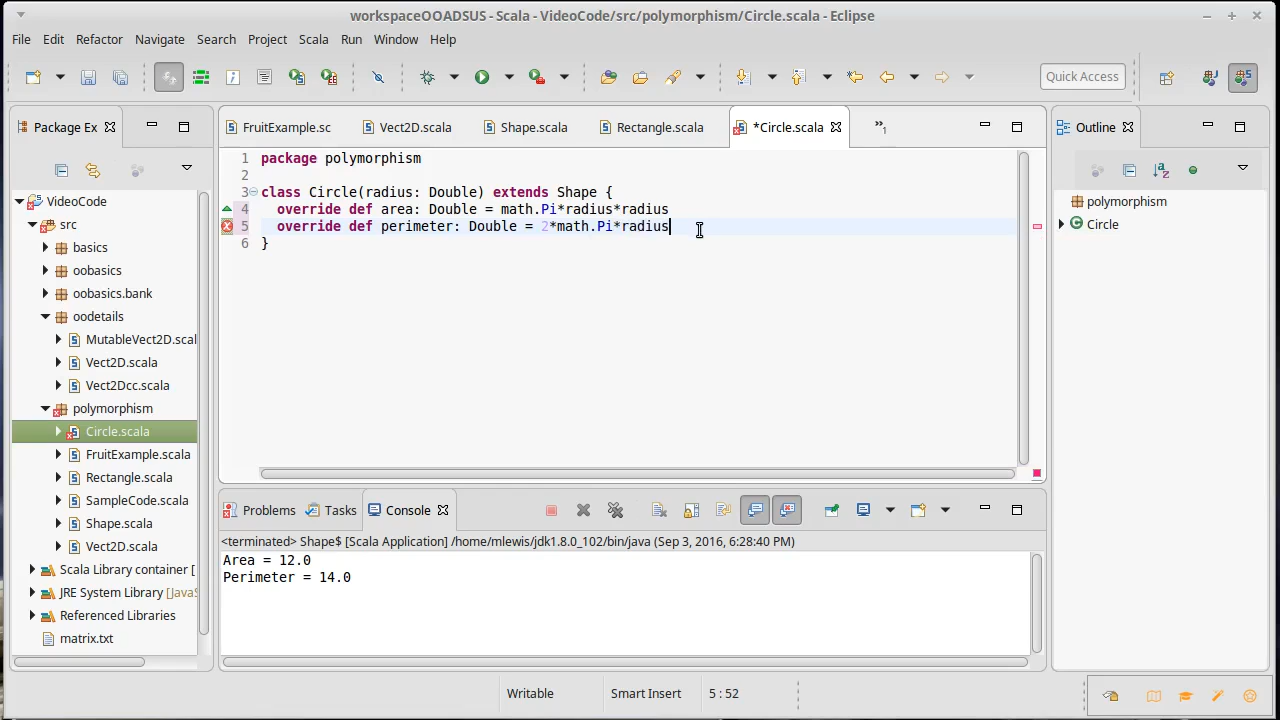 workspaceOOADSUS - Scala - VideoCode/src/polymorphism/Circle.scala - Eclipse
File Edit Refactor Navigate Search Project Scala Run Window Help
Quick Access
Package Ex
FruitExample.sc Vect2D.scala Shape.scala Rectangle.scala *Circle.scala »1
Outline
VideoCode
src
basics
oobasics
oobasics.bank
oodetails
MutableVect2D.scal
Vect2D.scala
Vect2Dcc.scala
polymorphism
Circle.scala
FruitExample.scala
Rectangle.scala
SampleCode.scala
Shape.scala
Vect2D.scala
Scala Library container [
JRE System Library [JavaS
Referenced Libraries
matrix.txt
1 package polymorphism
2
3 class Circle(radius: Double) extends Shape {
4 override def area: Double = math.Pi*radius*radius
5 override def perimeter: Double = 2*math.Pi*radius
6 }
polymorphism
Circle
Problems Tasks Console
<terminated> Shape$ [Scala Application] /home/mlewis/jdk1.8.0_102/bin/java (Sep 3, 2016, 6:28:40 PM)
Area = 12.0
Perimeter = 14.0
Writable Smart Insert 5 : 52